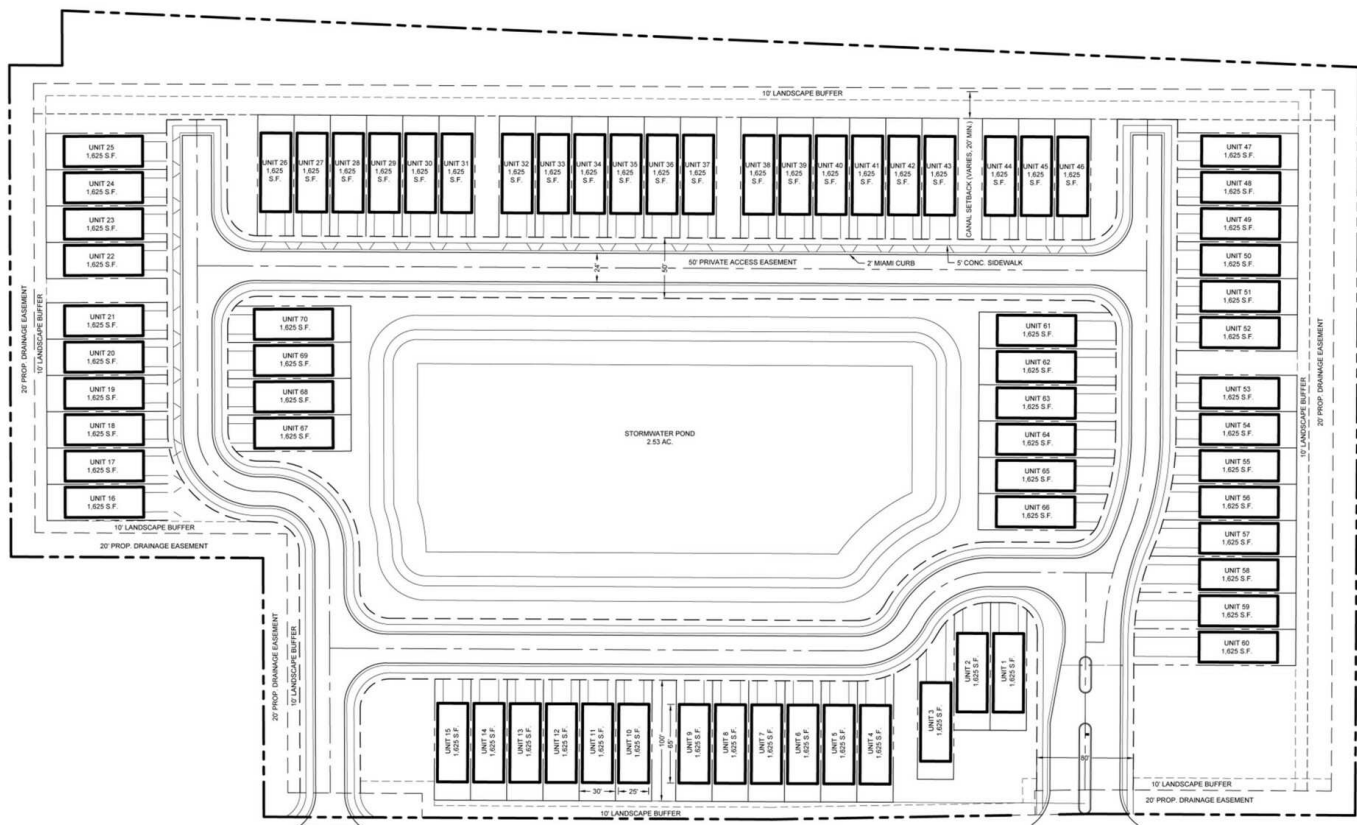 10' LANDSCAPE BUFFER
CANAL SETBACK (VARIES, 20' MIN.)
UNIT 25
1,625 S.F.
UNIT 24
1,625 S.F.
UNIT 23
1,625 S.F.
UNIT 22
1,625 S.F.
UNIT 26
1,625
S.F.
UNIT 27
1,625
S.F.
UNIT 28
1,625
S.F.
UNIT 29
1,625
S.F.
UNIT 30
1,625
S.F.
UNIT 31
1,625
S.F.
UNIT 32
1,625
S.F.
UNIT 33
1,625
S.F.
UNIT 34
1,625
S.F.
UNIT 35
1,625
S.F.
UNIT 36
1,625
S.F.
UNIT 37
1,625
S.F.
UNIT 38
1,625
S.F.
UNIT 39
1,625
S.F.
UNIT 40
1,625
S.F.
UNIT 41
1,625
S.F.
UNIT 42
1,625
S.F.
UNIT 43
1,625
S.F.
UNIT 44
1,625
S.F.
UNIT 45
1,625
S.F.
UNIT 46
1,625
S.F.
UNIT 47
1,625 S.F.
UNIT 48
1,625 S.F.
UNIT 49
1,625 S.F.
UNIT 50
1,625 S.F.
UNIT 51
1,625 S.F.
UNIT 52
1,625 S.F.
24'
50'
50' PRIVATE ACCESS EASEMENT
2' MIAMI CURB
5' CONC. SIDEWALK
20' PROP. DRAINAGE EASEMENT
10' LANDSCAPE BUFFER
UNIT 21
1,625 S.F.
UNIT 20
1,625 S.F.
UNIT 19
1,625 S.F.
UNIT 18
1,625 S.F.
UNIT 17
1,625 S.F.
UNIT 16
1,625 S.F.
UNIT 70
1,625 S.F.
UNIT 69
1,625 S.F.
UNIT 68
1,625 S.F.
UNIT 67
1,625 S.F.
STORMWATER POND
2.53 AC.
UNIT 61
1,625 S.F.
UNIT 62
1,625 S.F.
UNIT 63
1,625 S.F.
UNIT 64
1,625 S.F.
UNIT 65
1,625 S.F.
UNIT 66
1,625 S.F.
UNIT 53
1,625 S.F.
UNIT 54
1,625 S.F.
UNIT 55
1,625 S.F.
UNIT 56
1,625 S.F.
UNIT 57
1,625 S.F.
UNIT 58
1,625 S.F.
UNIT 59
1,625 S.F.
UNIT 60
1,625 S.F.
10' LANDSCAPE BUFFER
20' PROP. DRAINAGE EASEMENT
10' LANDSCAPE BUFFER
20' PROP. DRAINAGE EASEMENT
20' PROP. DRAINAGE EASEMENT
10' LANDSCAPE BUFFER
UNIT 15
1,625 S.F.
UNIT 14
1,625 S.F.
UNIT 13
1,625 S.F.
UNIT 12
1,625 S.F.
UNIT 11
1,625 S.F.
UNIT 10
1,625 S.F.
100'
65'
30'
25'
UNIT 9
1,625 S.F.
UNIT 8
1,625 S.F.
UNIT 7
1,625 S.F.
UNIT 6
1,625 S.F.
UNIT 5
1,625 S.F.
UNIT 4
1,625 S.F.
UNIT 3
1,625 S.F.
UNIT 2
1,625 S.F.
UNIT 1
1,625 S.F.
80'
10' LANDSCAPE BUFFER
20' PROP. DRAINAGE EASEMENT
10' LANDSCAPE BUFFER